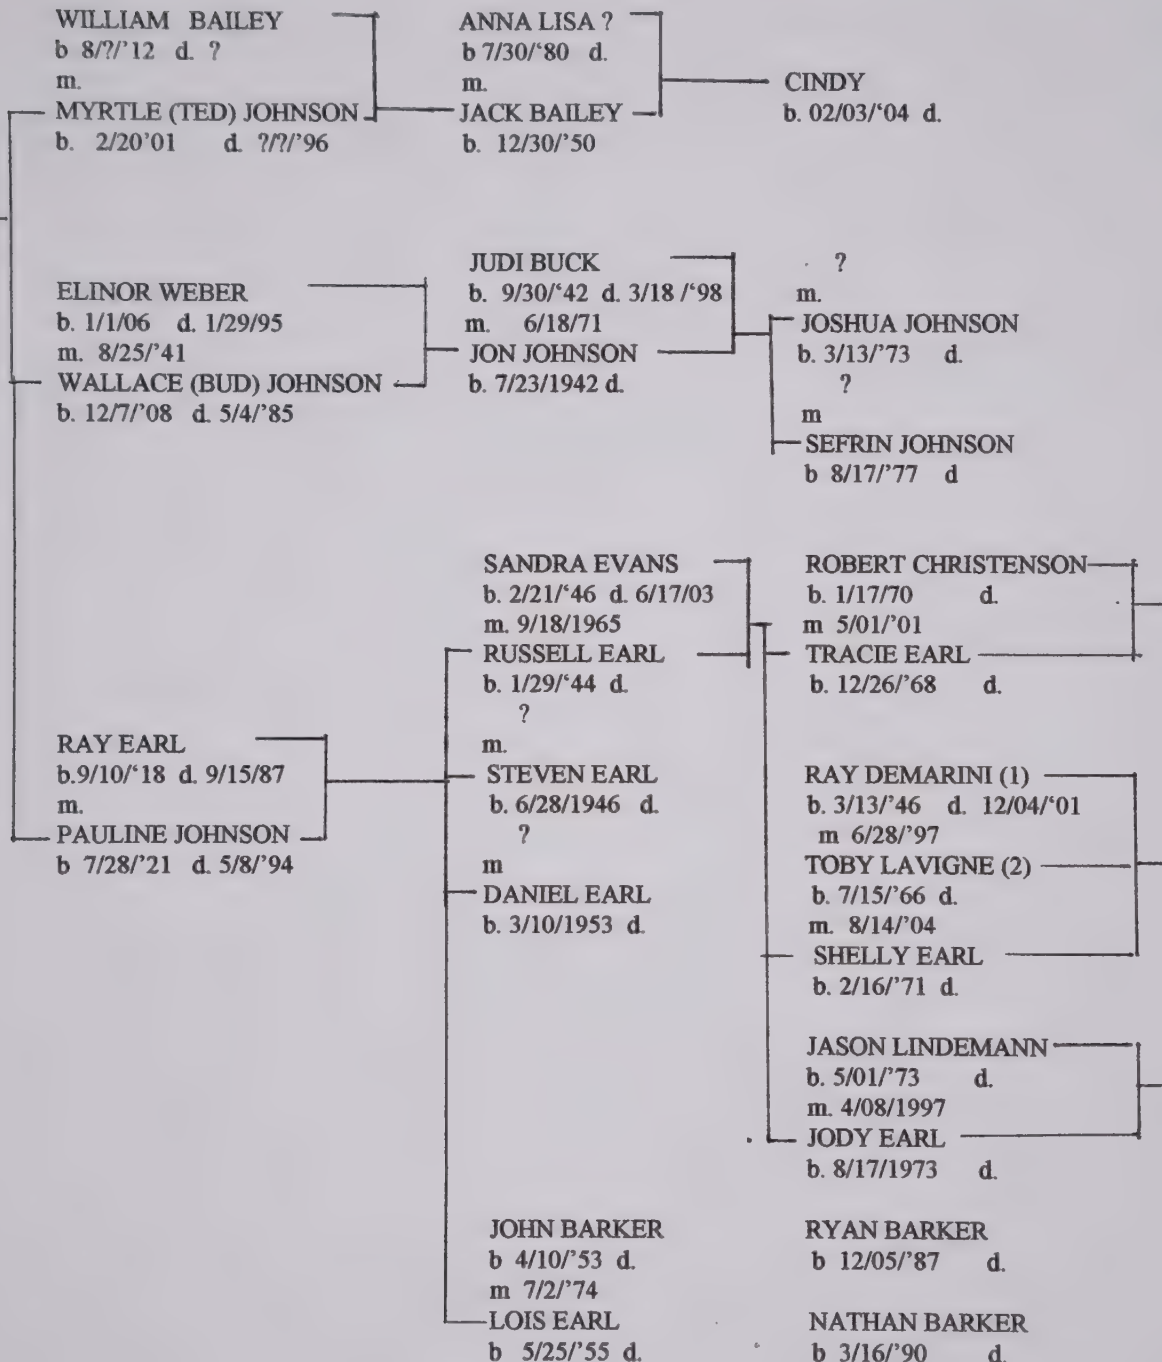 WILLIAM BAILEY
b 8/?/'12 d. ?
m.
MYRTLE (TED) JOHNSON
b. 2/20'01 d. ?/?/'96
ANNA LISA ?
b 7/30/‘80 d.
m.
JACK BAILEY
b. 12/30/’50
CINDY
b. 02/03/‘04 d.
ELINOR WEBER
b. 1/1/06 d. 1/29/95
m. 8/25/‘41
WALLACE (BUD) JOHNSON
b. 12/7/’08 d. 5/4/’85
JUDI BUCK
b. 9/30/‘42 d. 3/18 /‘98
m. 6/18/71
JON JOHNSON
b. 7/23/1942 d.
?
m.
JOSHUA JOHNSON
b. 3/13/’73 d.
?
m
SEFRIN JOHNSON
b 8/17/’77 d
RAY EARL
b.9/10/‘18 d. 9/15/87
m.
PAULINE JOHNSON
b 7/28/’21 d. 5/8/’94
SANDRA EVANS
b. 2/21/‘46 d. 6/17/03
m. 9/18/1965
RUSSELL EARL
b. 1/29/‘44 d.
?
m.
STEVEN EARL
b. 6/28/1946 d.
?
m
DANIEL EARL
b. 3/10/1953 d.
JOHN BARKER
b 4/10/’53 d.
m 7/2/’74
LOIS EARL
b 5/25/’55 d.
ROBERT CHRISTENSON
b. 1/17/70 d.
m 5/01/’01
TRACIE EARL
b. 12/26/’68 d.
RAY DEMARINI (1)
b. 3/13/’46 d. 12/04/‘01
m 6/28/’97
TOBY LAVIGNE (2)
b. 7/15/’66 d.
m. 8/14/’04
SHELLY EARL
b. 2/16/’71 d.
JASON LINDEMANN
b. 5/01/’73 d.
m. 4/08/1997
JODY EARL
b. 8/17/1973 d.
RYAN BARKER
b 12/05/’87 d.
NATHAN BARKER
b 3/16/’90 d.